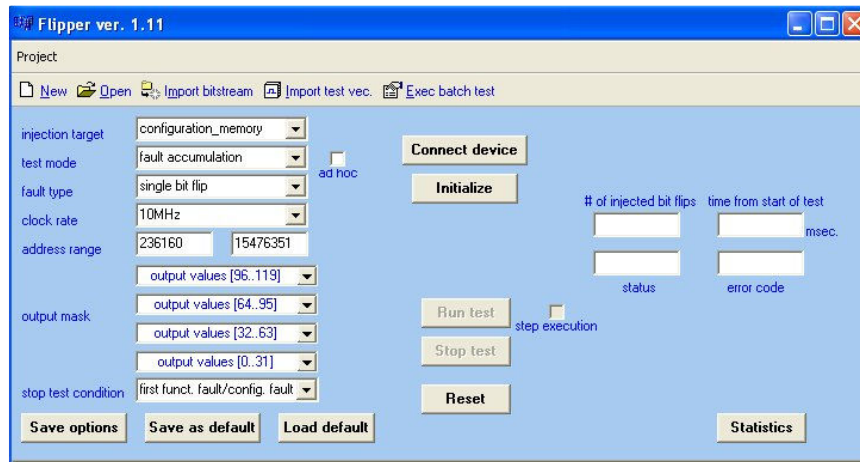 Flipper ver. 1.11
Project
New Open Import bitstream Import test vec. Exec batch test
injection target configuration_memory
test mode fault accumulation ad hoc
fault type single bit flip
clock rate 10MHz
address range 236160 15476351
output mask
output values [96..119]
output values [64..95]
output values [32..63]
output values [0..31]
stop test condition first funct. fault/config. fault
Save options Save as default Load default
Connect device
Initialize
Run test step execution
Stop test
Reset
# of injected bit flips time from start of test
msec.
status error code
Statistics